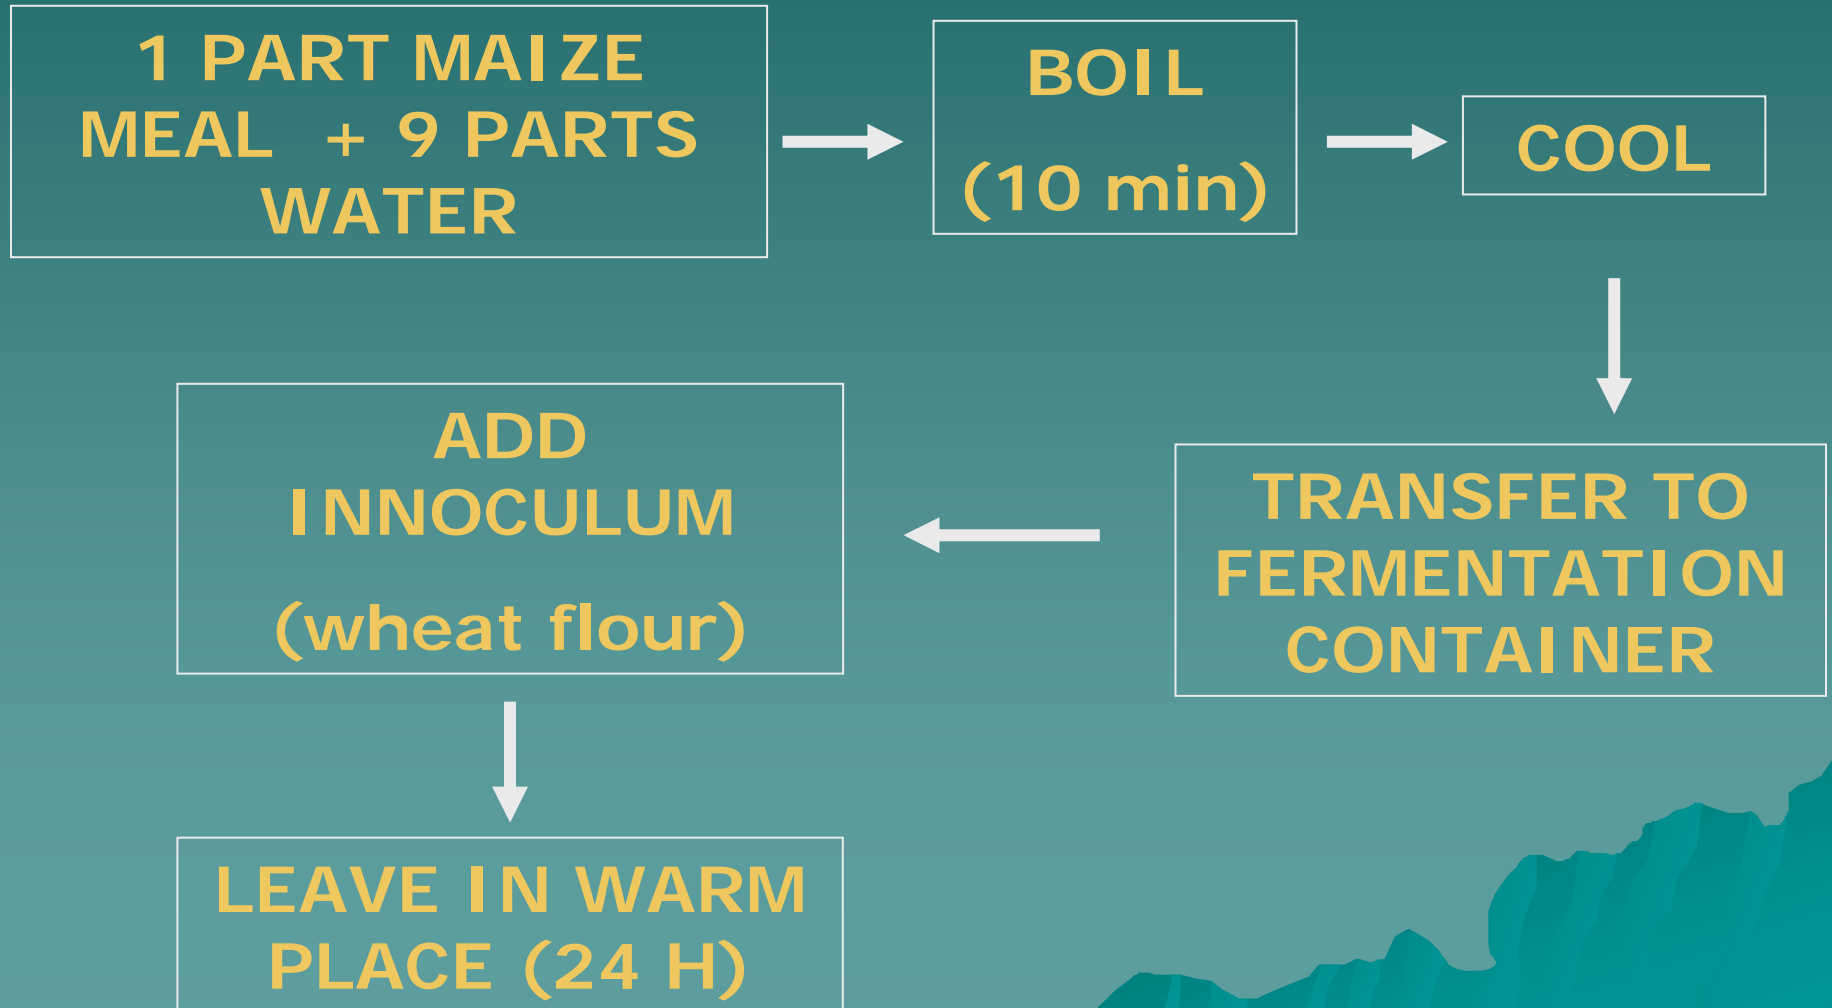 1 PART MAIZE
MEAL + 9 PARTS
WATER
BOIL
(10 min)
COOL
TRANSFER TO
FERMENTATION
CONTAINER
ADD
INNOCULUM
(wheat flour)
LEAVE IN WARM
PLACE (24 H)